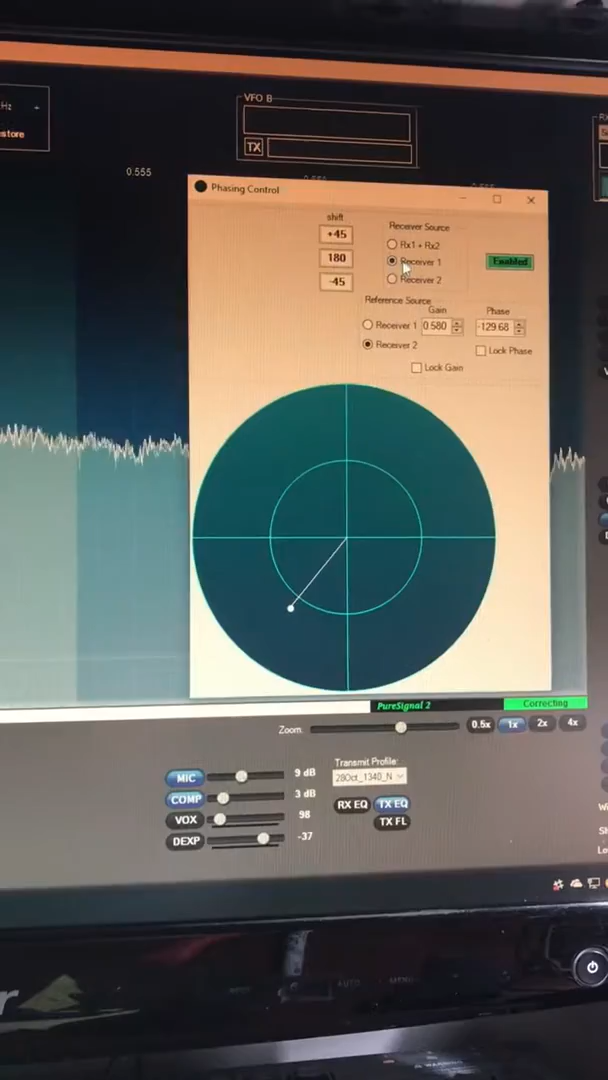 VFO B
store
TX
0.555
Phasing Control
shift
+45
180
-45
Receiver Source
Rx1 + Rx2
Receiver 1
Receiver 2
Enabled
Reference Source
Gain
Phase
Receiver 1
0.580
-129.68
Receiver 2
Lock Phase
Lock Gain
PureSignal 2
Correcting
Zoom:
0.5x
1x
2x
4x
MIC
9 dB
COMP
3 dB
VOX
98
DEXP
-37
Transmit Profile:
28Oct_1340_N
RX EQ
TX EQ
TX FL